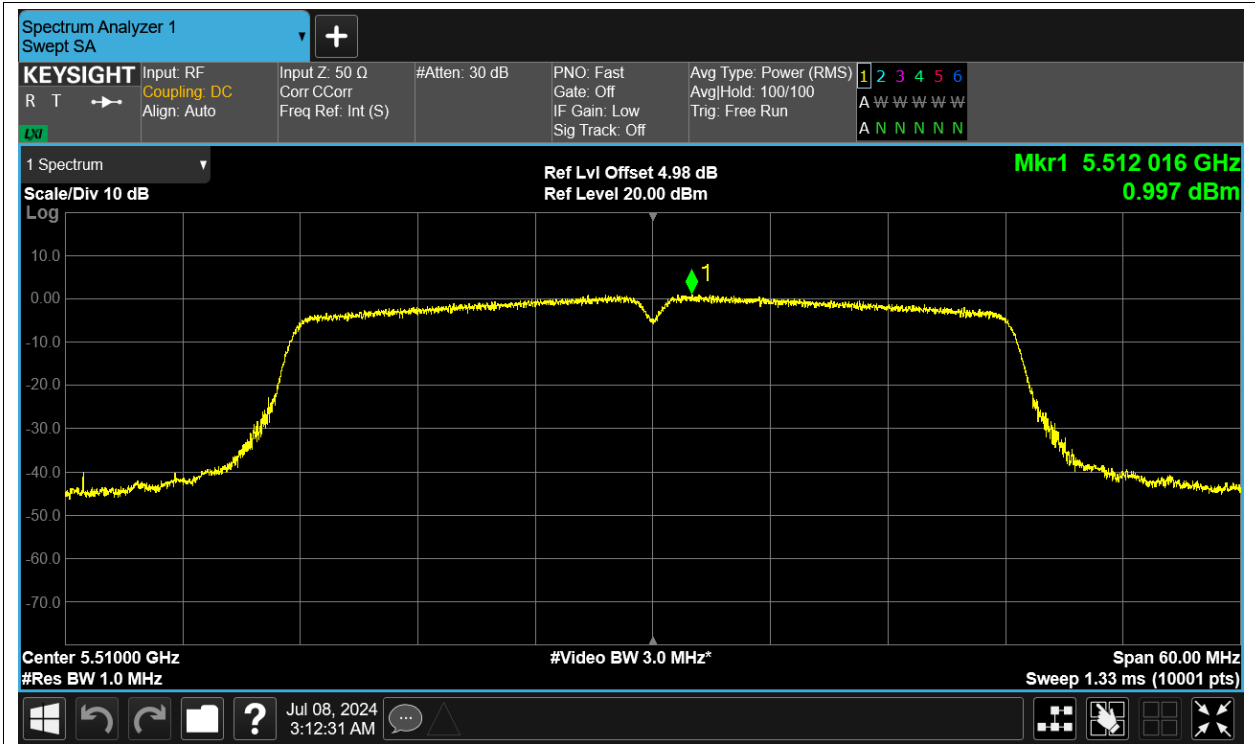 Spectrum Analyzer 1
Swept SA
KEYSIGHT
R T
LXI
Input: RF
Coupling: DC
Align: Auto
Input Z: 50 Ω
Corr CCorr
Freq Ref: Int (S)
#Atten: 30 dB
PNO: Fast
Gate: Off
IF Gain: Low
Sig Track: Off
Avg Type: Power (RMS)
Avg|Hold: 100/100
Trig: Free Run
1 2 3 4 5 6
A W W W W W
A N N N N N
1 Spectrum
Scale/Div 10 dB
Log
Ref Lvl Offset 4.98 dB
Ref Level 20.00 dBm
Mkr1 5.512 016 GHz
0.997 dBm
1
10.0
0.00
-10.0
-20.0
-30.0
-40.0
-50.0
-60.0
-70.0
Center 5.51000 GHz
#Res BW 1.0 MHz
#Video BW 3.0 MHz*
Span 60.00 MHz
Sweep 1.33 ms (10001 pts)
?
Jul 08, 2024
3:12:31 AM